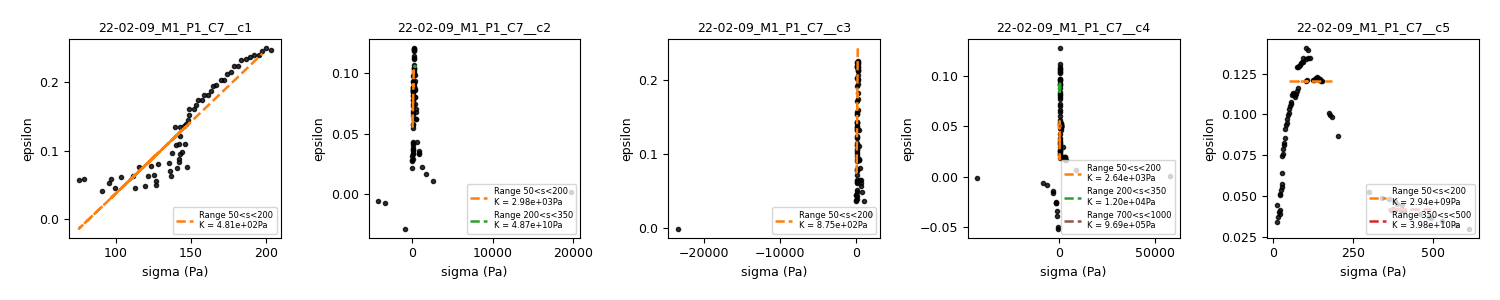 22-02-09_M1_P1_C7__c1
22-02-09_M1_P1_C7__c2
22-02-09_M1_P1_C7__c3
22-02-09_M1_P1_C7__c4
22-02-09_M1_P1_C7__c5
epsilon
0.2
0.1
0.0
100
150
200
sigma (Pa)
Range 50<s<200
K = 4.81e+02Pa
epsilon
0.10
0.05
0.00
0
10000
20000
sigma (Pa)
Range 50<s<200
K = 2.98e+03Pa
Range 200<s<350
K = 4.87e+10Pa
epsilon
0.2
0.1
0.0
−20000
−10000
0
sigma (Pa)
Range 50<s<200
K = 8.75e+02Pa
epsilon
0.10
0.05
0.00
−0.05
0
50000
sigma (Pa)
Range 50<s<200
K = 2.64e+03Pa
Range 200<s<350
K = 1.20e+04Pa
Range 700<s<1000
K = 9.69e+05Pa
epsilon
0.125
0.100
0.075
0.050
0.025
0
250
500
sigma (Pa)
Range 50<s<200
K = 2.94e+09Pa
Range 350<s<500
K = 3.98e+10Pa